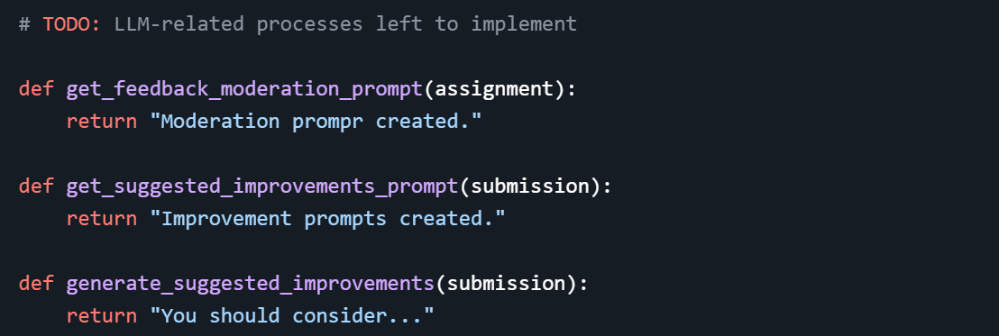 # TODO: LLM-related processes left to implement
def get_feedback_moderation_prompt(assignment):
    return "Moderation prompr created."
def get_suggested_improvements_prompt(submission):
    return "Improvement prompts created."
def generate_suggested_improvements(submission):
    return "You should consider..."